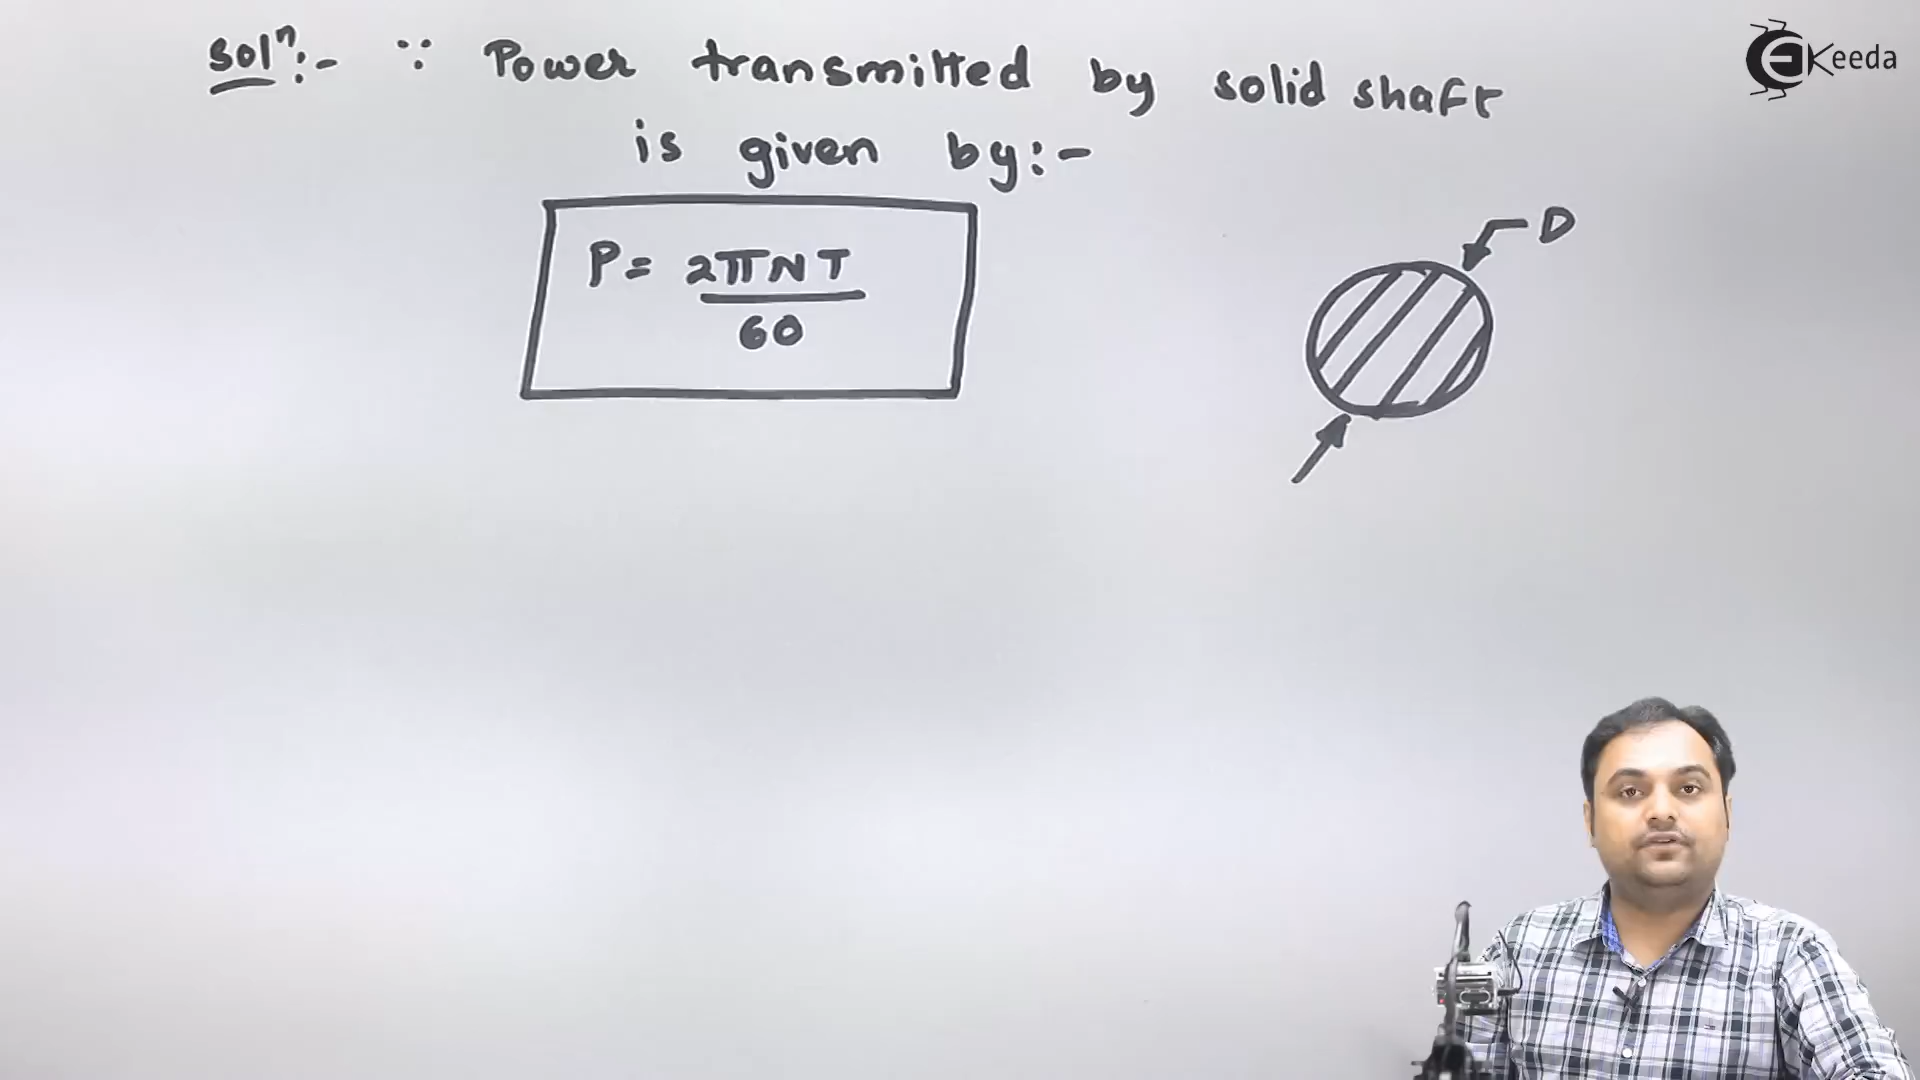 Solⁿ:- ∵ Power transmitted by solid shaft
is given by:-
P = 2πNT
60
D
EKeeda